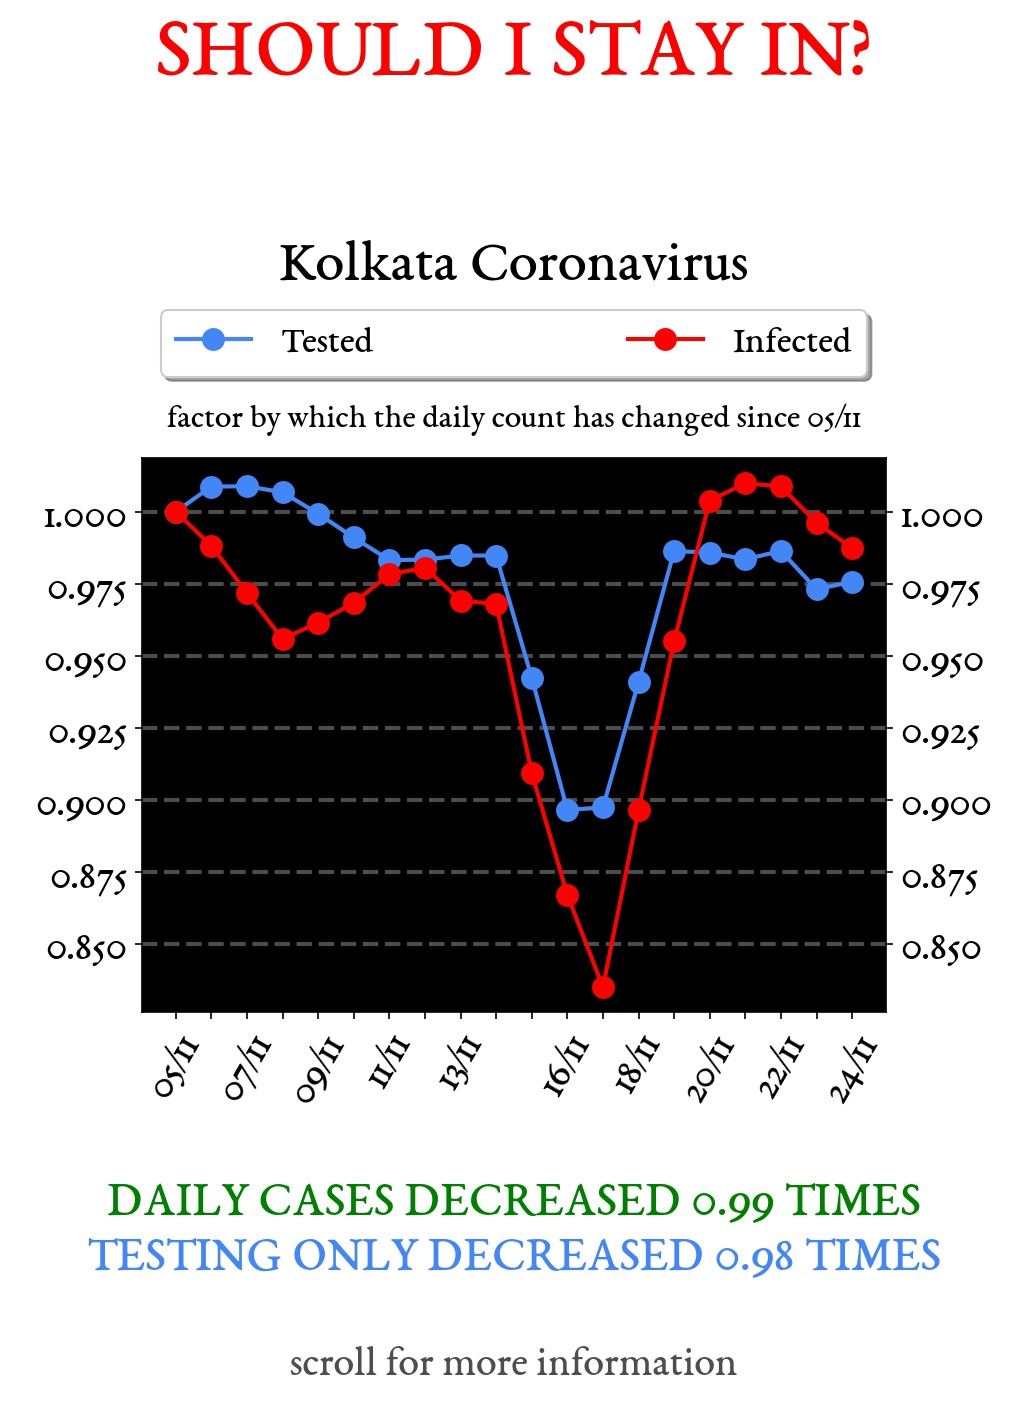 SHOULD I STAY IN?
Kolkata Coronavirus
Tested Infected
factor by which the daily count has changed since 05/11
1.000 1.000
0.975 0.975
0.950 0.950
0.925 0.925
0.900 0.900
0.875 0.875
0.850 0.850
05/11 07/11 09/11 11/11 13/11 16/11 18/11 20/11 22/11 24/11
DAILY CASES DECREASED 0.99 TIMES
TESTING ONLY DECREASED 0.98 TIMES
scroll for more information